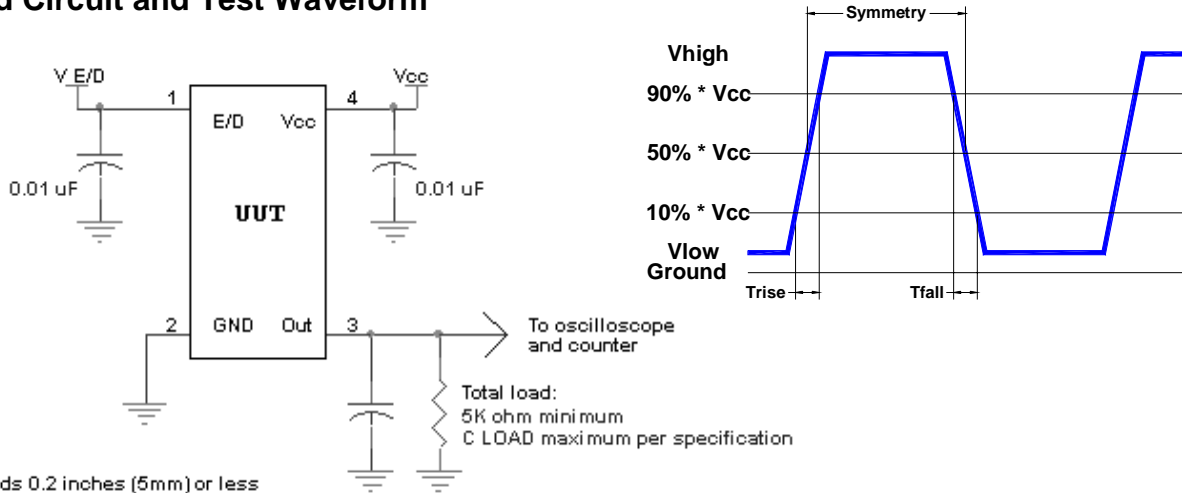 Circuit and Test Waveform
V E/D
Vcc
1
4
E/D
Vcc
0.01 uF
0.01 uF
UUT
2
GND
Out
3
To oscilloscope
and counter
Total load:
5K ohm minimum
C LOAD maximum per specification
0.2 inches (5mm) or less
Symmetry
Vhigh
90% * Vcc
50% * Vcc
10% * Vcc
Vlow
Ground
Trise
Tfall